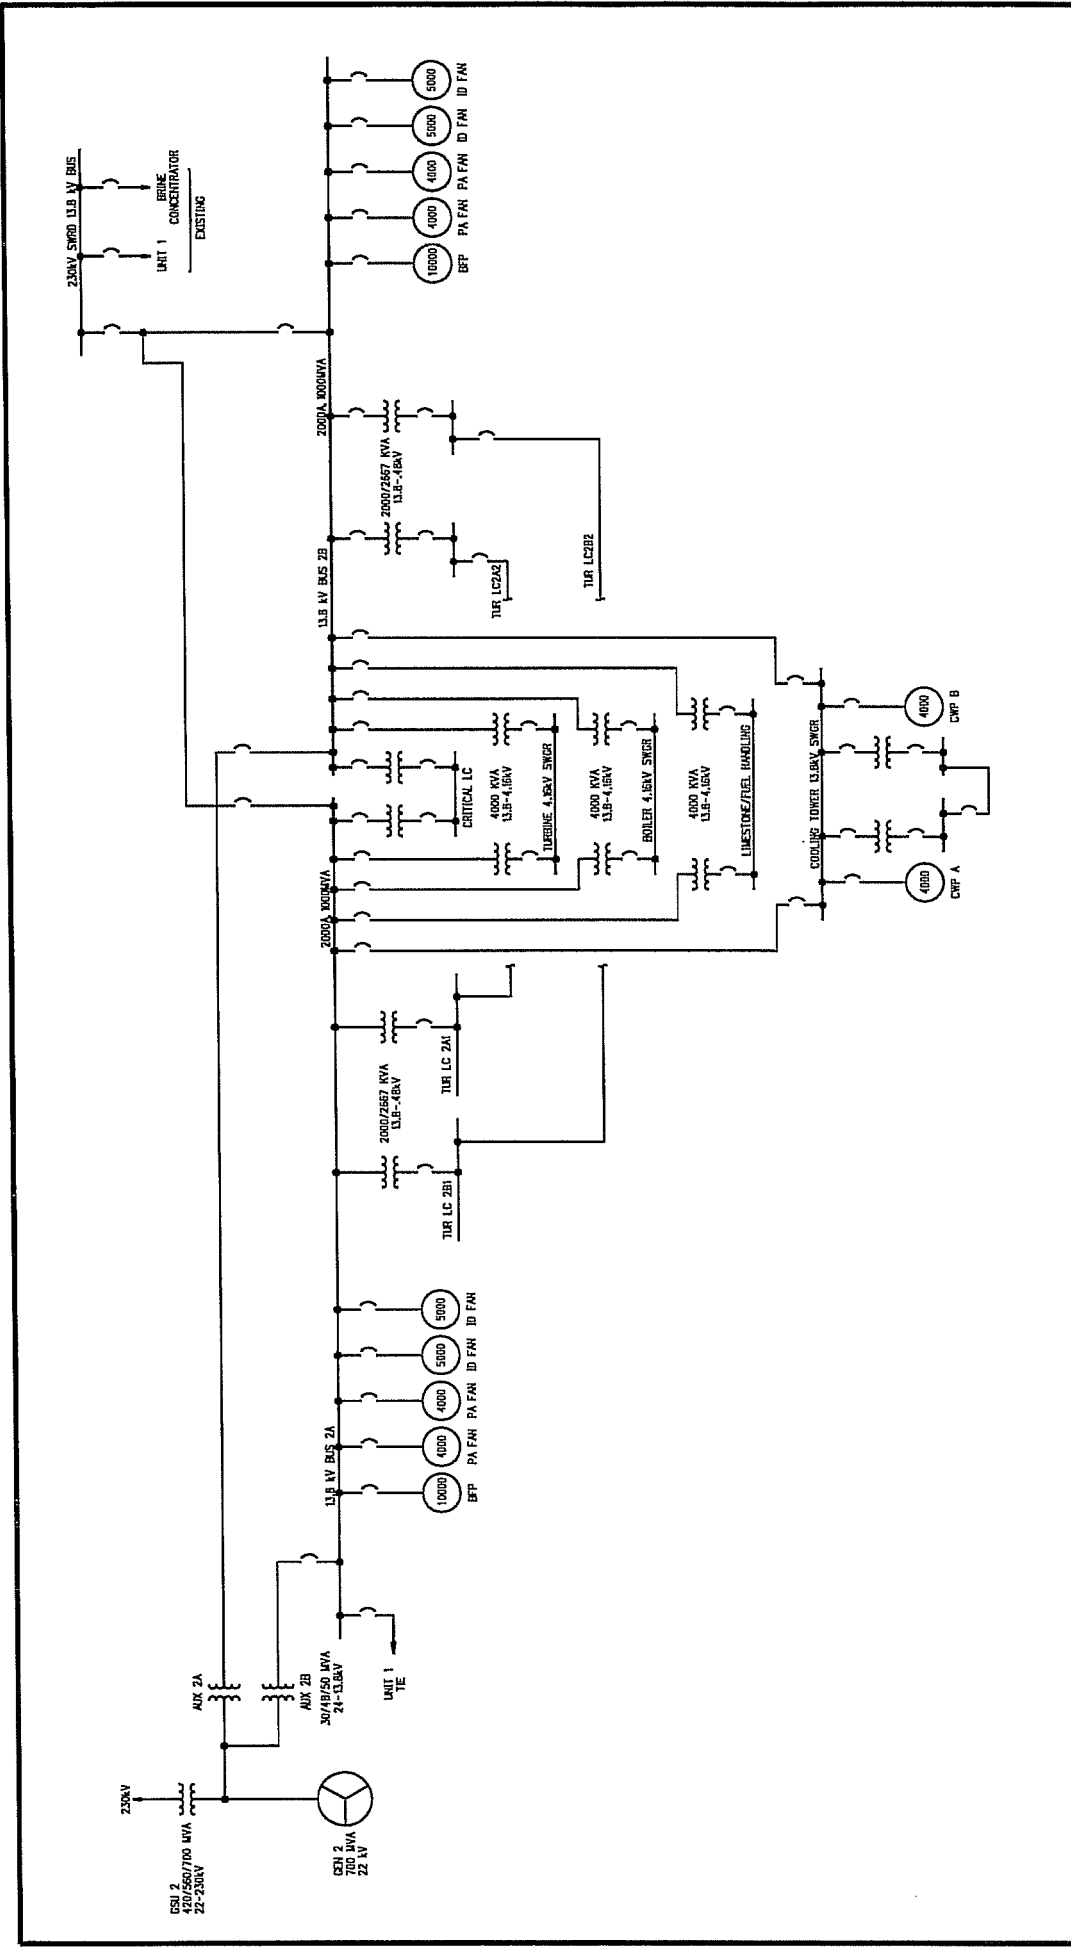 GSU 2
420/560/700 MVA
22-230kV
230kV
GEN 2
700 MVA
22 kV
AUX 2A
AUX 2B
30/48/50 MVA
24-13.8kV
UNIT 1
TIE
13.8 kV BUS 2A
10000
BFP
4000
PA FAN
4000
PA FAN
5000
ID FAN
5000
ID FAN
TUR LC 2B1
2000/2667 KVA
13.8-.48kV
TUR LC 2A1
2000A, 1000MVA
CRITICAL LC
4000 KVA
13.8-4.16kV
TURBINE 4.16kV SWGR
4000 KVA
13.8-4.16kV
BOILER 4.16kV SWGR
4000 KVA
13.8-4.16kV
LIMESTONE/FUEL HANDLING
COOLING TOWER 13.8kV SWGR
4000
CWP A
4000
CWP B
13.8 kV BUS 2B
TUR LC2A2
TUR LC2B2
2000/2667 KVA
13.8-.48kV
2000A, 1000MVA
230kV SWRD 13.8 kV BUS
UNIT 1
BRINE
CONCENTRATOR
EXISTING
10000
BFP
4000
PA FAN
4000
PA FAN
5000
ID FAN
5000
ID FAN